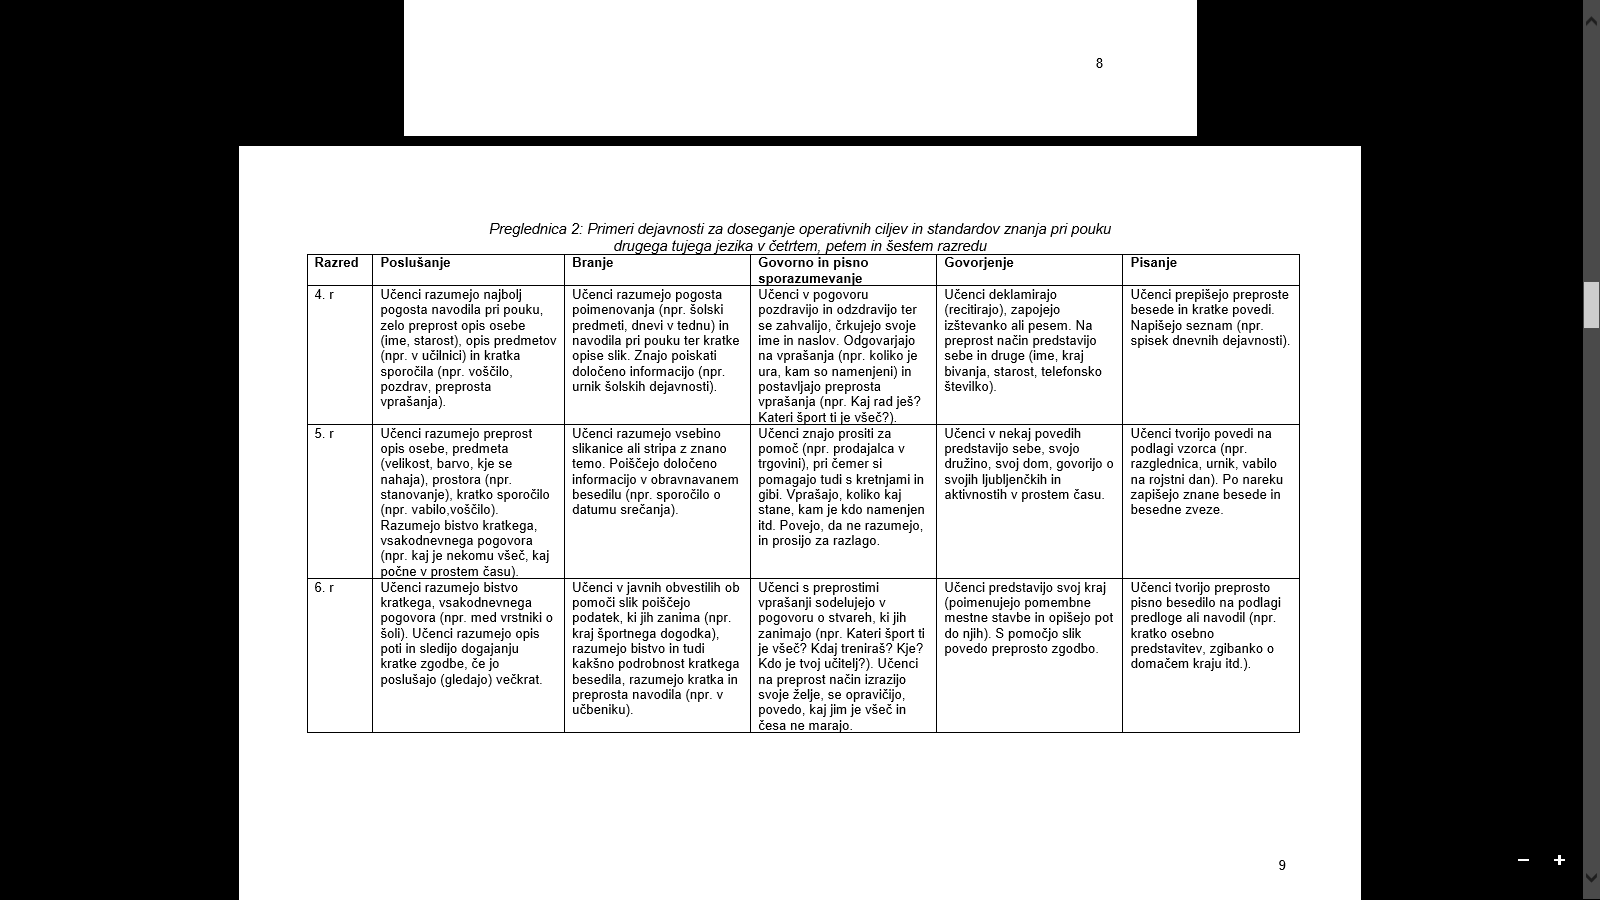 8
Preglednica 2: Primeri dejavnosti za doseganje operativnih ciljev in standardov znanja pri pouku
drugega tujega jezika v četrtem, petem in šestem razredu
Razred
Poslušanje
Branje
Govorno in pisno
sporazumevanje
Govorjenje
Pisanje
4. r
Učenci razumejo najbolj
pogosta navodila pri pouku,
zelo preprost opis osebe
(ime, starost), opis predmetov
(npr. v učilnici) in kratka
sporočila (npr. voščilo,
pozdrav, preprosta
vprašanja).
Učenci razumejo pogosta
poimenovanja (npr. šolski
predmeti, dnevi v tednu) in
navodila pri pouku ter kratke
opise slik. Znajo poiskati
določeno informacijo (npr.
urnik šolskih dejavnosti).
Učenci v pogovoru
pozdravijo in odzdravijo ter
se zahvalijo, črkujejo svoje
ime in naslov. Odgovarjajo
na vprašanja (npr. koliko je
ura, kam so namenjeni) in
postavljajo preprosta
vprašanja (npr. Kaj rad ješ?
Kateri šport ti je všeč?).
Učenci deklamirajo
(recitirajo), zapojejo
izštevanko ali pesem. Na
preprost način predstavijo
sebe in druge (ime, kraj
bivanja, starost, telefonsko
številko).
Učenci prepišejo preproste
besede in kratke povedi.
Napišejo seznam (npr.
spisek dnevnih dejavnosti).
5. r
Učenci razumejo preprost
opis osebe, predmeta
(velikost, barvo, kje se
nahaja), prostora (npr.
stanovanje), kratko sporočilo
(npr. vabilo,voščilo).
Razumejo bistvo kratkega,
vsakodnevnega pogovora
(npr. kaj je nekomu všeč, kaj
počne v prostem času).
Učenci razumejo vsebino
slikanice ali stripa z znano
temo. Poiščejo določeno
informacijo v obravnavanem
besedilu (npr. sporočilo o
datumu srečanja).
Učenci znajo prositi za
pomoč (npr. prodajalca v
trgovini), pri čemer si
pomagajo tudi s kretnjami in
gibi. Vprašajo, koliko kaj
stane, kam je kdo namenjen
itd. Povejo, da ne razumejo,
in prosijo za razlago.
Učenci v nekaj povedih
predstavijo sebe, svojo
družino, svoj dom, govorijo o
svojih ljubljenčkih in
aktivnostih v prostem času.
Učenci tvorijo povedi na
podlagi vzorca (npr.
razglednica, urnik, vabilo
na rojstni dan). Po nareku
zapišejo znane besede in
besedne zveze.
6. r
Učenci razumejo bistvo
kratkega, vsakodnevnega
pogovora (npr. med vrstniki o
šoli). Učenci razumejo opis
poti in sledijo dogajanju
kratke zgodbe, če jo
poslušajo (gledajo) večkrat.
Učenci v javnih obvestilih ob
pomoči slik poiščejo
podatek, ki jih zanima (npr.
kraj športnega dogodka),
razumejo bistvo in tudi
kakšno podrobnost kratkega
besedila, razumejo kratka in
preprosta navodila (npr. v
učbeniku).
Učenci s preprostimi
vprašanji sodelujejo v
pogovoru o stvareh, ki jih
zanimajo (npr. Kateri šport ti
je všeč? Kdaj treniraš? Kje?
Kdo je tvoj učitelj?). Učenci
na preprost način izrazijo
svoje želje, se opravičijo,
povedo, kaj jim je všeč in
česa ne marajo.
Učenci predstavijo svoj kraj
(poimenujejo pomembne
mestne stavbe in opišejo pot
do njih). S pomočjo slik
povedo preprosto zgodbo.
Učenci tvorijo preprosto
pisno besedilo na podlagi
predloge ali navodil (npr.
kratko osebno
predstavitev, zgibanko o
domačem kraju itd.).
9